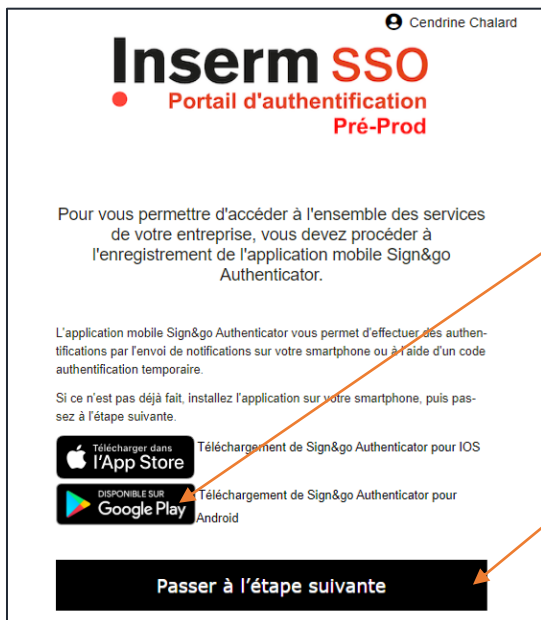 Cendrine Chalard
Inserm SSO
Portail d'authentification
Pré-Prod
Pour vous permettre d'accéder à l'ensemble des services
de votre entreprise, vous devez procéder à
l'enregistrement de l'application mobile Sign&go
Authenticator.
L'application mobile Sign&go Authenticator vous permet d'effectuer des authen-
tifications par l'envoi de notifications sur votre smartphone ou à l'aide d'un code
authentification temporaire.
Si ce n'est pas déjà fait, installez l'application sur votre smartphone, puis pas-
sez à l'étape suivante.
Télécharger dans
l'App Store
Téléchargement de Sign&go Authenticator pour IOS
DISPONIBLE SUR
Google Play
Téléchargement de Sign&go Authenticator pour
Android
Passer à l'étape suivante